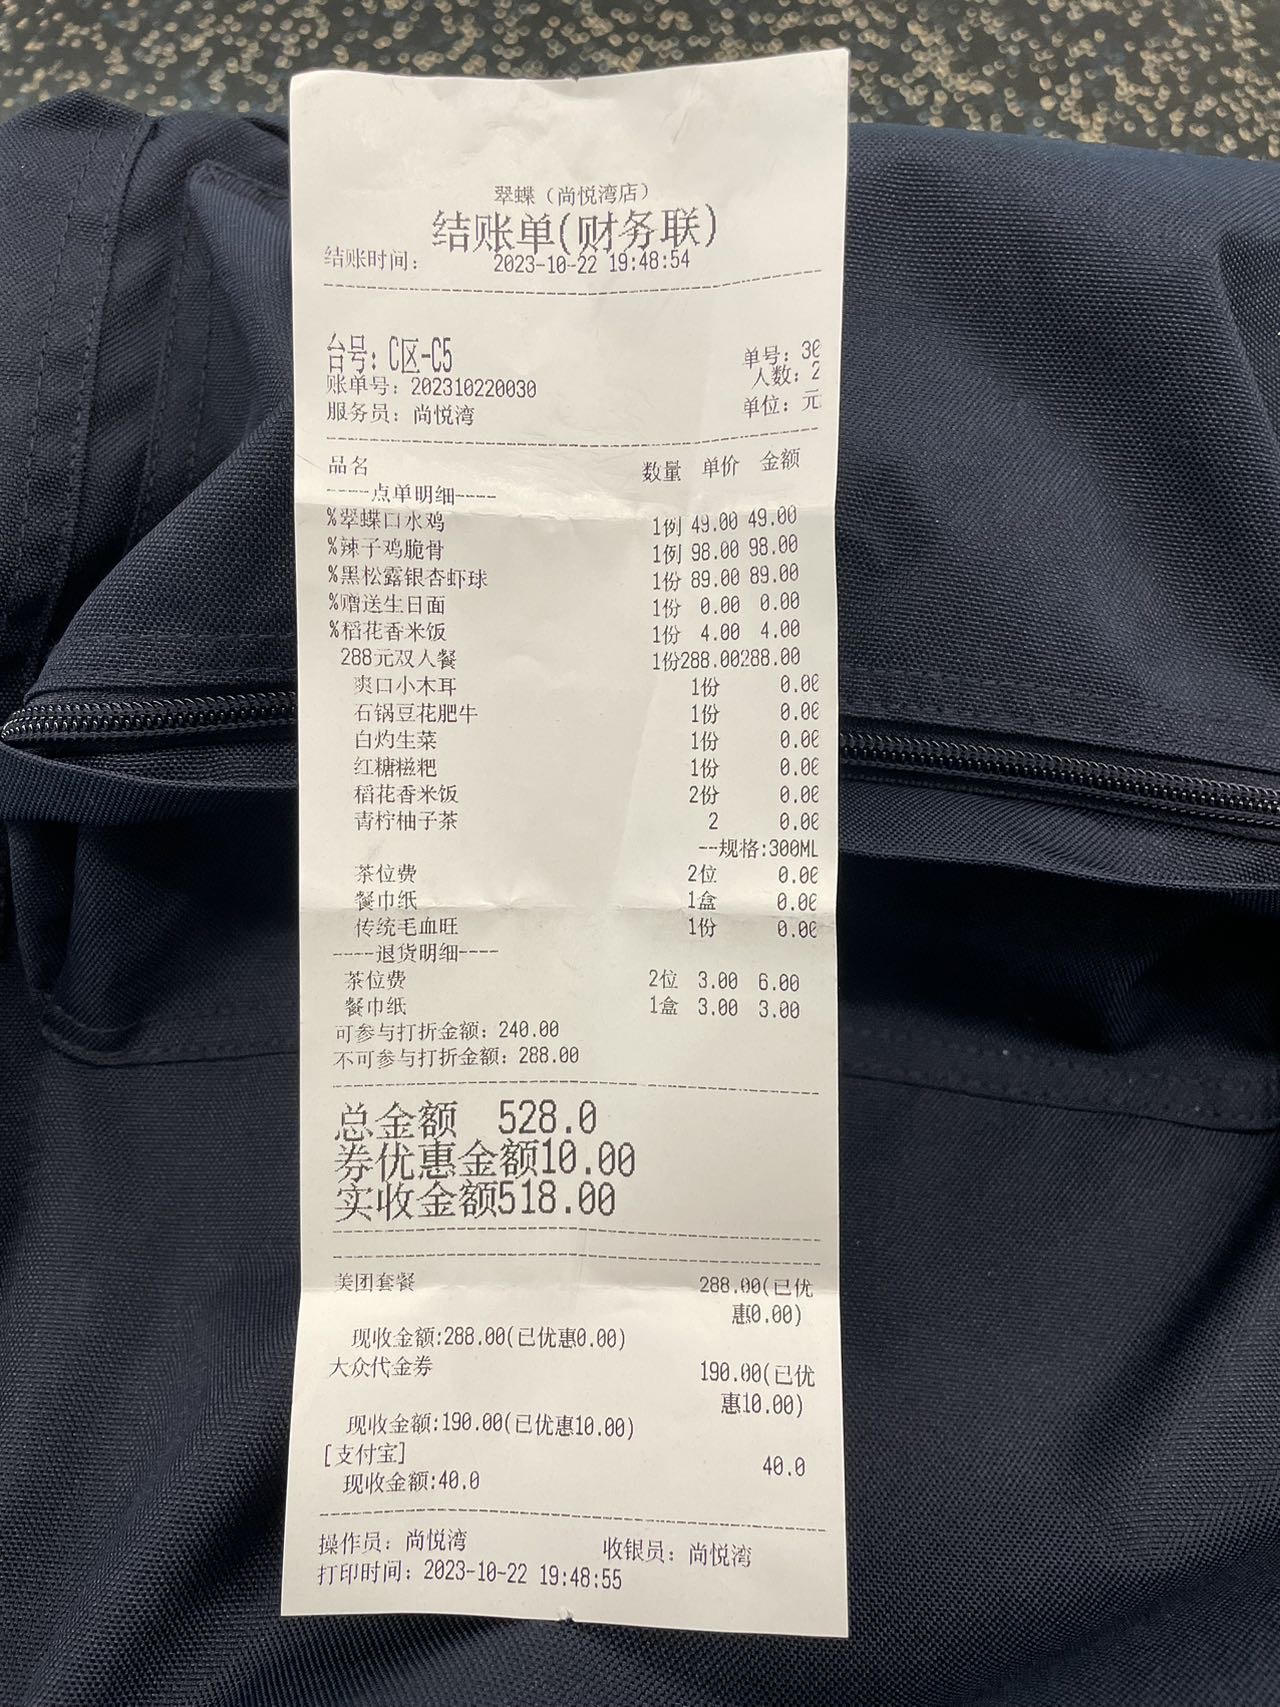 翠蝶（尚悦湾店）
结账单(财务联)
结账时间： 2023-10-22 19:48:54
台号：C区-C5 单号：30
账单号：202310220030 人数：2
服务员：尚悦湾 单位：元
品名 数量 单价 金额
----点单明细----
%翠蝶口水鸡 1例 49.00 49.00
%辣子鸡脆骨 1例 98.00 98.00
%黑松露银杏虾球 1份 89.00 89.00
%赠送生日面 1份 0.00 0.00
%稻花香米饭 1份 4.00 4.00
288元双人餐 1份288.00288.00
爽口小木耳 1份 0.00
石锅豆花肥牛 1份 0.00
白灼生菜 1份 0.00
红糖糍粑 1份 0.00
稻花香米饭 2份 0.00
青柠柚子茶 2 0.00
--规格:300ML
茶位费 2位 0.00
餐巾纸 1盒 0.00
传统毛血旺 1份 0.00
----退货明细----
茶位费 2位 3.00 6.00
餐巾纸 1盒 3.00 3.00
可参与打折金额：240.00
不可参与打折金额：288.00
总金额 528.0
券优惠金额10.00
实收金额518.00
美团套餐 288.00(已优
惠0.00)
现收金额:288.00(已优惠0.00)
大众代金券 190.00(已优
惠10.00)
现收金额:190.00(已优惠10.00)
[支付宝] 40.0
现收金额:40.0
操作员：尚悦湾 收银员：尚悦湾
打印时间：2023-10-22 19:48:55